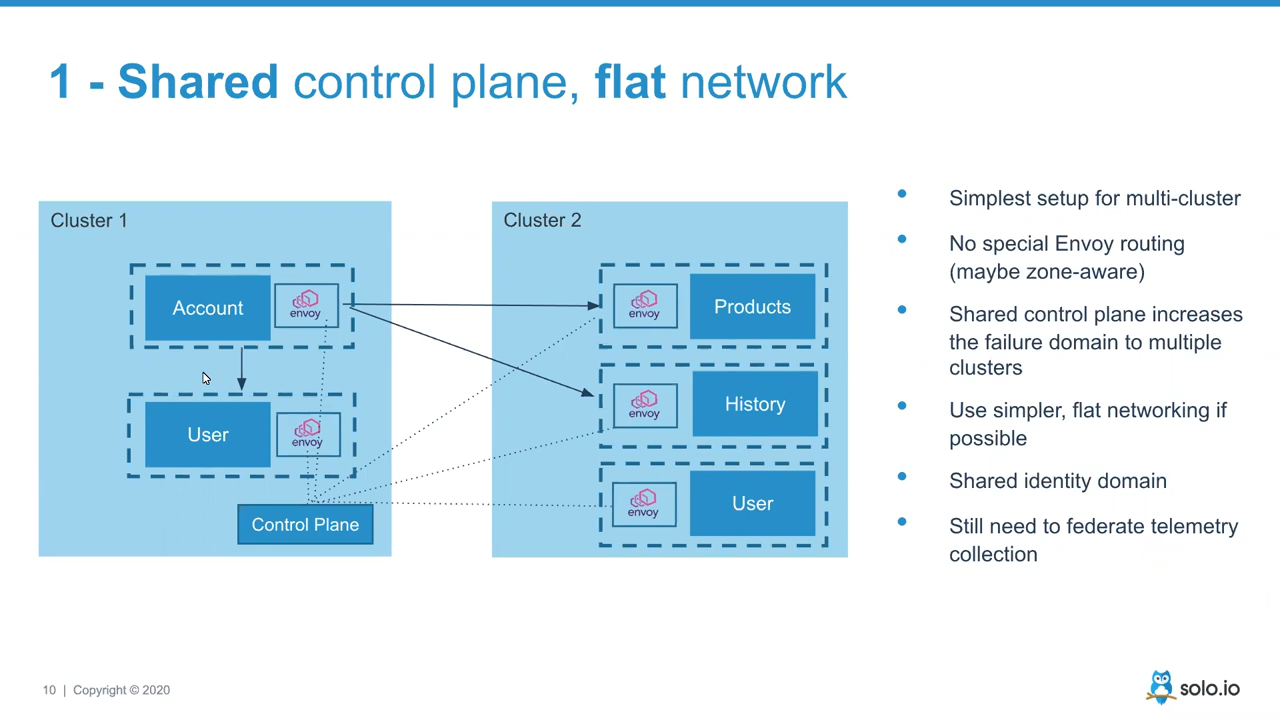 1 - Shared control plane, flat network
Cluster 1
Account
envoy
User
envoy
Control Plane
Cluster 2
envoy
Products
envoy
History
envoy
User
Simplest setup for multi-cluster
No special Envoy routing
(maybe zone-aware)
Shared control plane increases
the failure domain to multiple
clusters
Use simpler, flat networking if
possible
Shared identity domain
Still need to federate telemetry
collection
10 | Copyright © 2020
solo.io